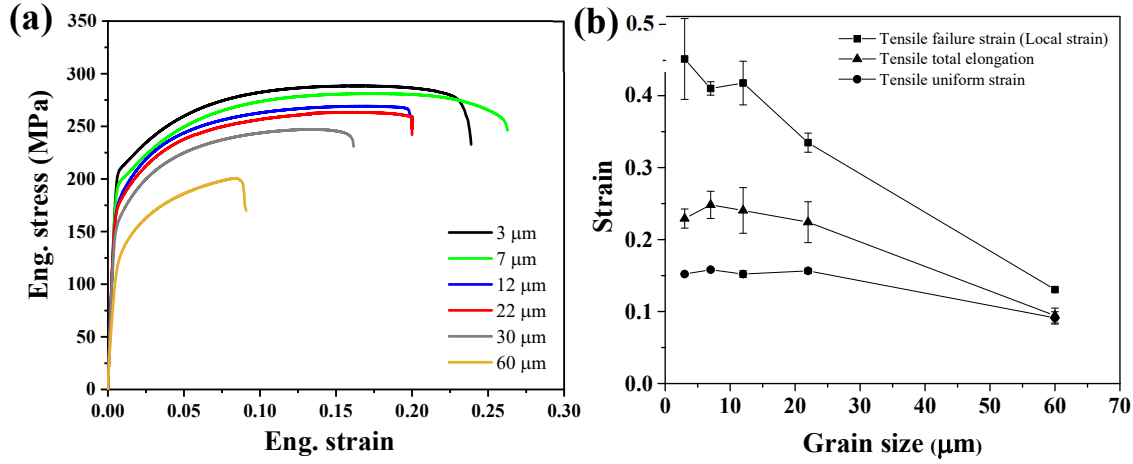 (a)
Eng. stress (MPa)
350
300
250
200
150
100
50
0
3 μm
7 μm
12 μm
22 μm
30 μm
60 μm
0.00 0.05 0.10 0.15 0.20 0.25 0.30
Eng. strain
(b)
Strain
0.5
0.4
0.3
0.2
0.1
0.0
Tensile failure strain (Local strain)
Tensile total elongation
Tensile uniform strain
0 10 20 30 40 50 60 70
Grain size (μm)